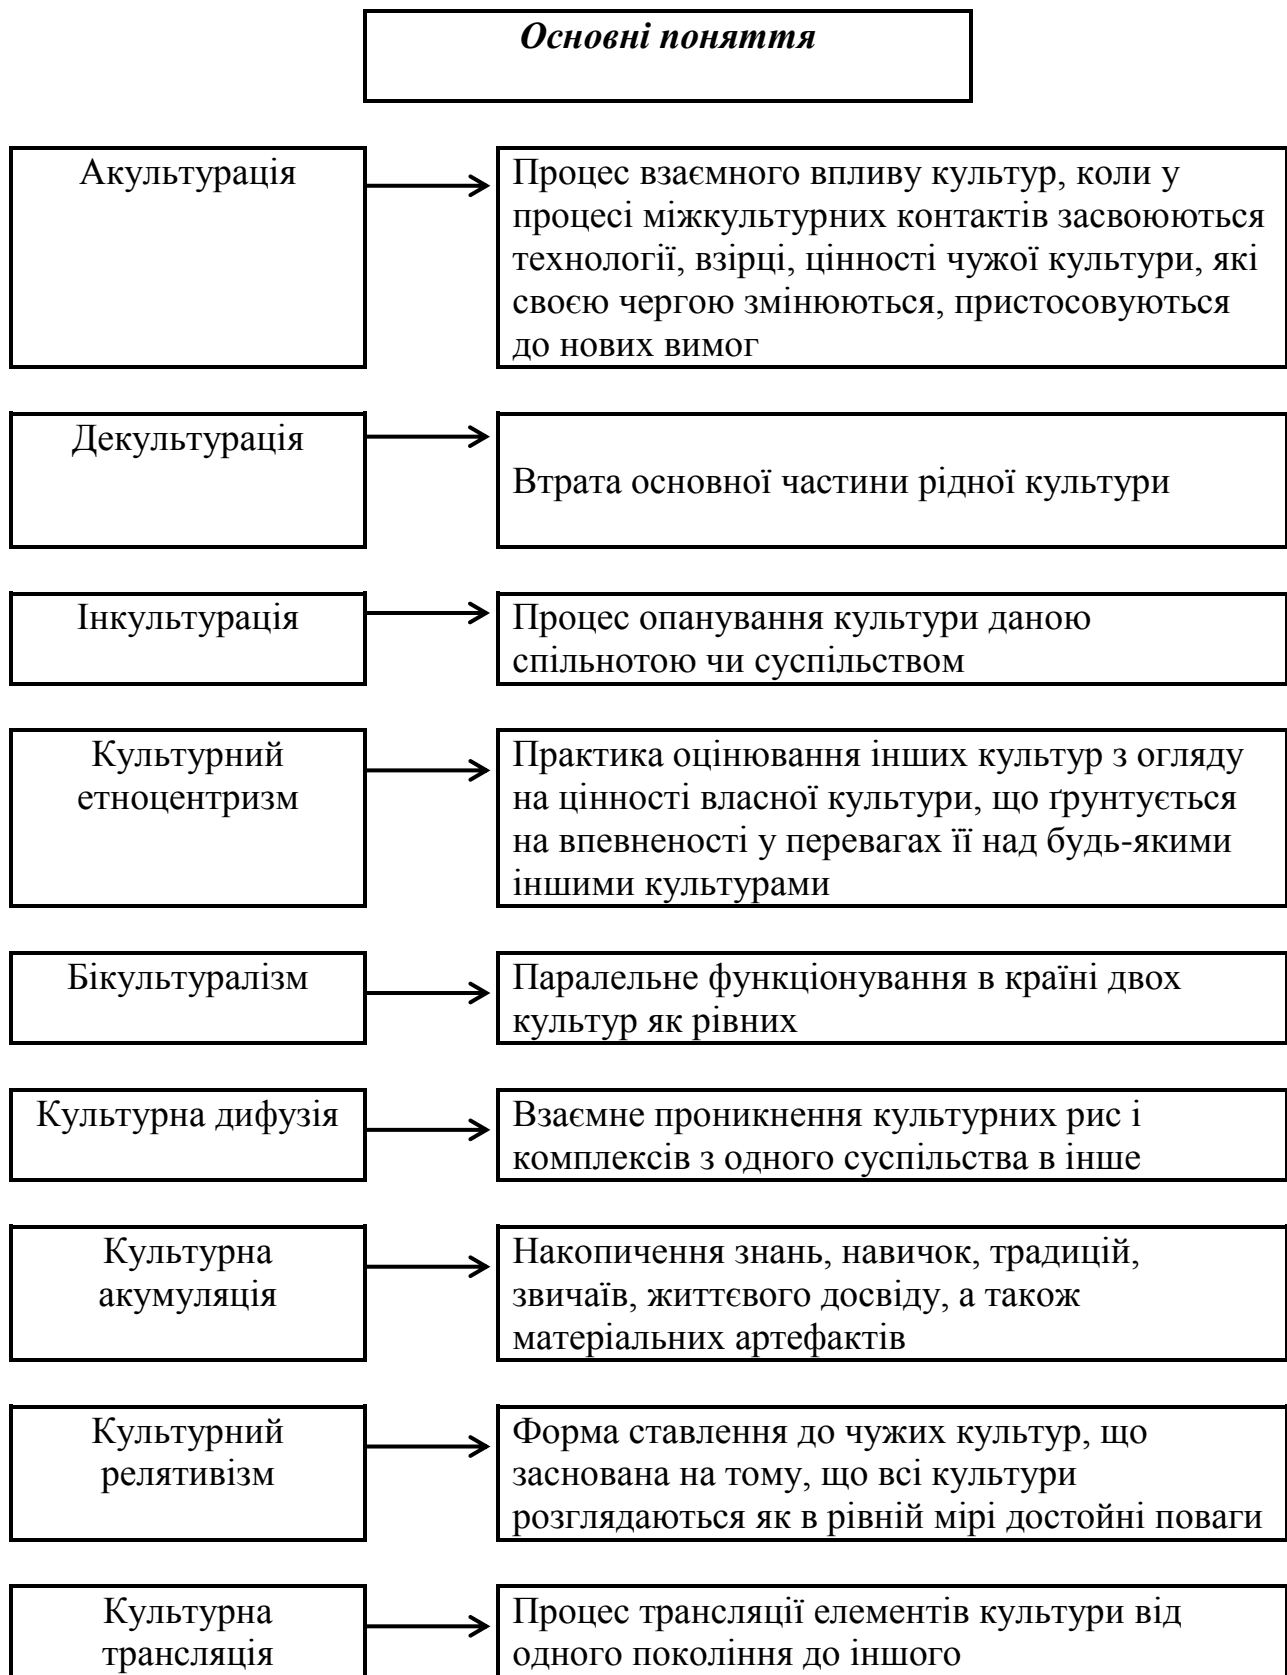 Основні поняття
Акультурація
Процес взаємного впливу культур, коли у
процесі міжкультурних контактів засвоюються
технології, взірці, цінності чужої культури, які
своєю чергою змінюються, пристосовуються
до нових вимог
Декультурація
Втрата основної частини рідної культури
Інкультурація
Процес опанування культури даною
спільнотою чи суспільством
Культурний
етноцентризм
Практика оцінювання інших культур з огляду
на цінності власної культури, що ґрунтується
на впевненості у перевагах її над будь-якими
іншими культурами
Бікультуралізм
Паралельне функціонування в країні двох
культур як рівних
Культурна дифузія
Взаємне проникнення культурних рис і
комплексів з одного суспільства в інше
Культурна
акумуляція
Накопичення знань, навичок, традицій,
звичаїв, життєвого досвіду, а також
матеріальних артефактів
Культурний
релятивізм
Форма ставлення до чужих культур, що
заснована на тому, що всі культури
розглядаються як в рівній мірі достойні поваги
Культурна
трансляція
Процес трансляції елементів культури від
одного покоління до іншого